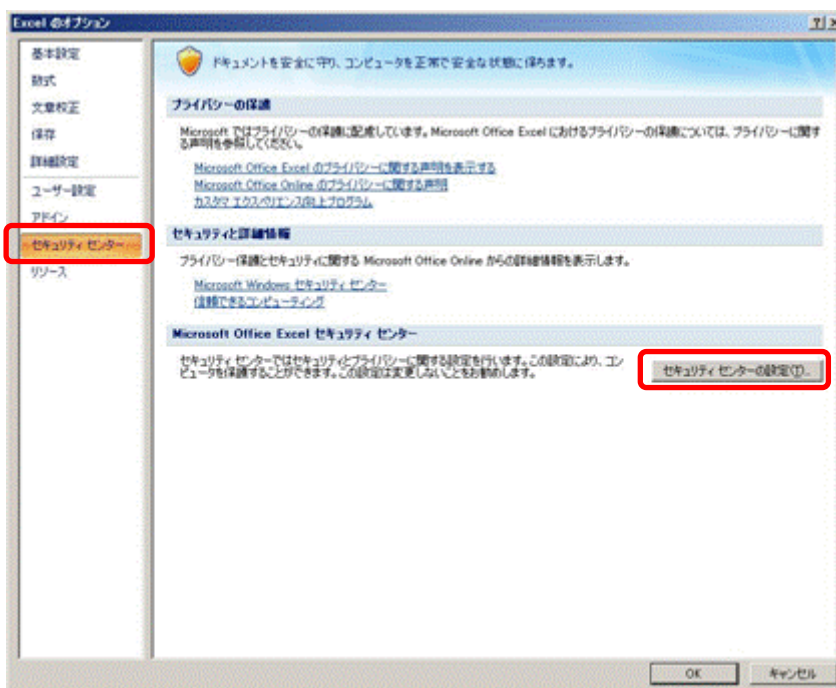 Excel のオプション
基本設定
数式
文章校正
保存
詳細設定
ユーザー設定
アドイン
セキュリティ センター
リソース
ドキュメントを安全に守り、コンピュータを正常で安全な状態に保ちます。
プライバシーの保護
Microsoft ではプライバシーの保護に配慮しています。Microsoft Office Excel におけるプライバシーの保護については、プライバシーに関す
る声明を参照してください。
Microsoft Office Excel のプライバシーに関する声明を表示する
Microsoft Office Online のプライバシーに関する声明
カスタマ エクスペリエンス向上プログラム
セキュリティと詳細情報
プライバシー保護とセキュリティに関する Microsoft Office Online からの詳細情報を表示します。
Microsoft Windows セキュリティ センター
信頼できるコンピューティング
Microsoft Office Excel セキュリティ センター
セキュリティ センターではセキュリティとプライバシーに関する設定を行います。この設定により、コン
ピュータを保護することができます。この設定は変更しないことをお勧めします。
セキュリティ センターの設定(T)...
OK
キャンセル